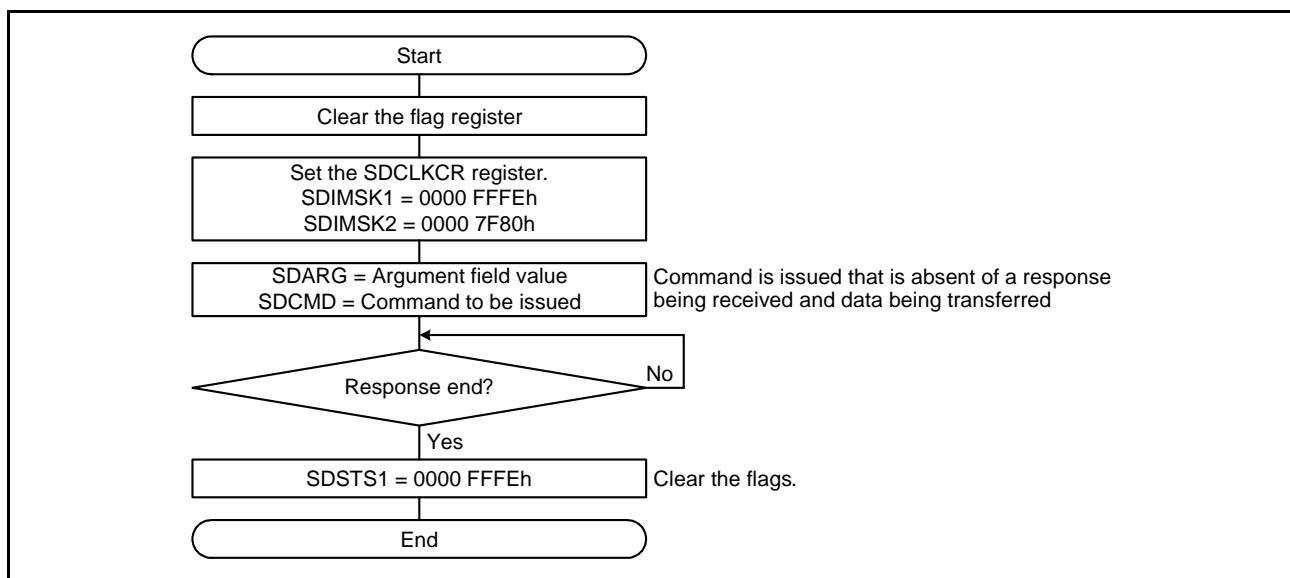 Start
Clear the flag register
Set the SDCLKCR register.
SDIMSK1 = 0000 FFFEh
SDIMSK2 = 0000 7F80h
SDARG = Argument field value
SDCMD = Command to be issued
Command is issued that is absent of a response
being received and data being transferred
Response end?
No
Yes
SDSTS1 = 0000 FFFEh
Clear the flags.
End